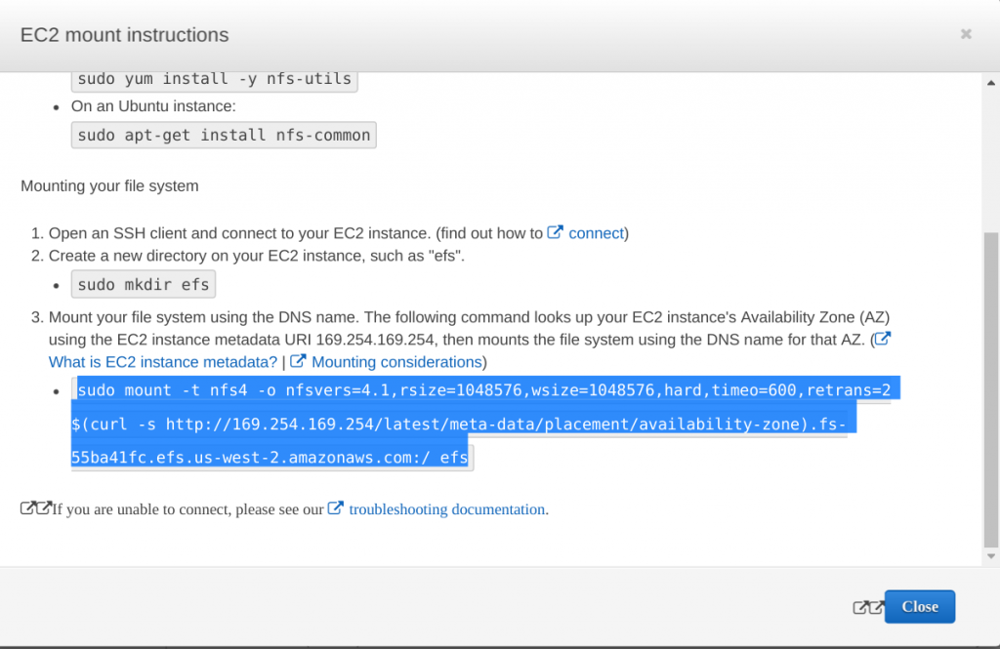 EC2 mount instructions
×
sudo yum install -y nfs-utils
• On an Ubuntu instance:
sudo apt-get install nfs-common
Mounting your file system
1. Open an SSH client and connect to your EC2 instance. (find out how to connect)
2. Create a new directory on your EC2 instance, such as "efs".
• sudo mkdir efs
3. Mount your file system using the DNS name. The following command looks up your EC2 instance's Availability Zone (AZ)
using the EC2 instance metadata URI 169.254.169.254, then mounts the file system using the DNS name for that AZ. (
What is EC2 instance metadata? | Mounting considerations)
• sudo mount -t nfs4 -o nfsvers=4.1,rsize=1048576,wsize=1048576,hard,timeo=600,retrans=2
$(curl -s http://169.254.169.254/latest/meta-data/placement/availability-zone).fs-
55ba41fc.efs.us-west-2.amazonaws.com:/ efs
If you are unable to connect, please see our troubleshooting documentation.
Close